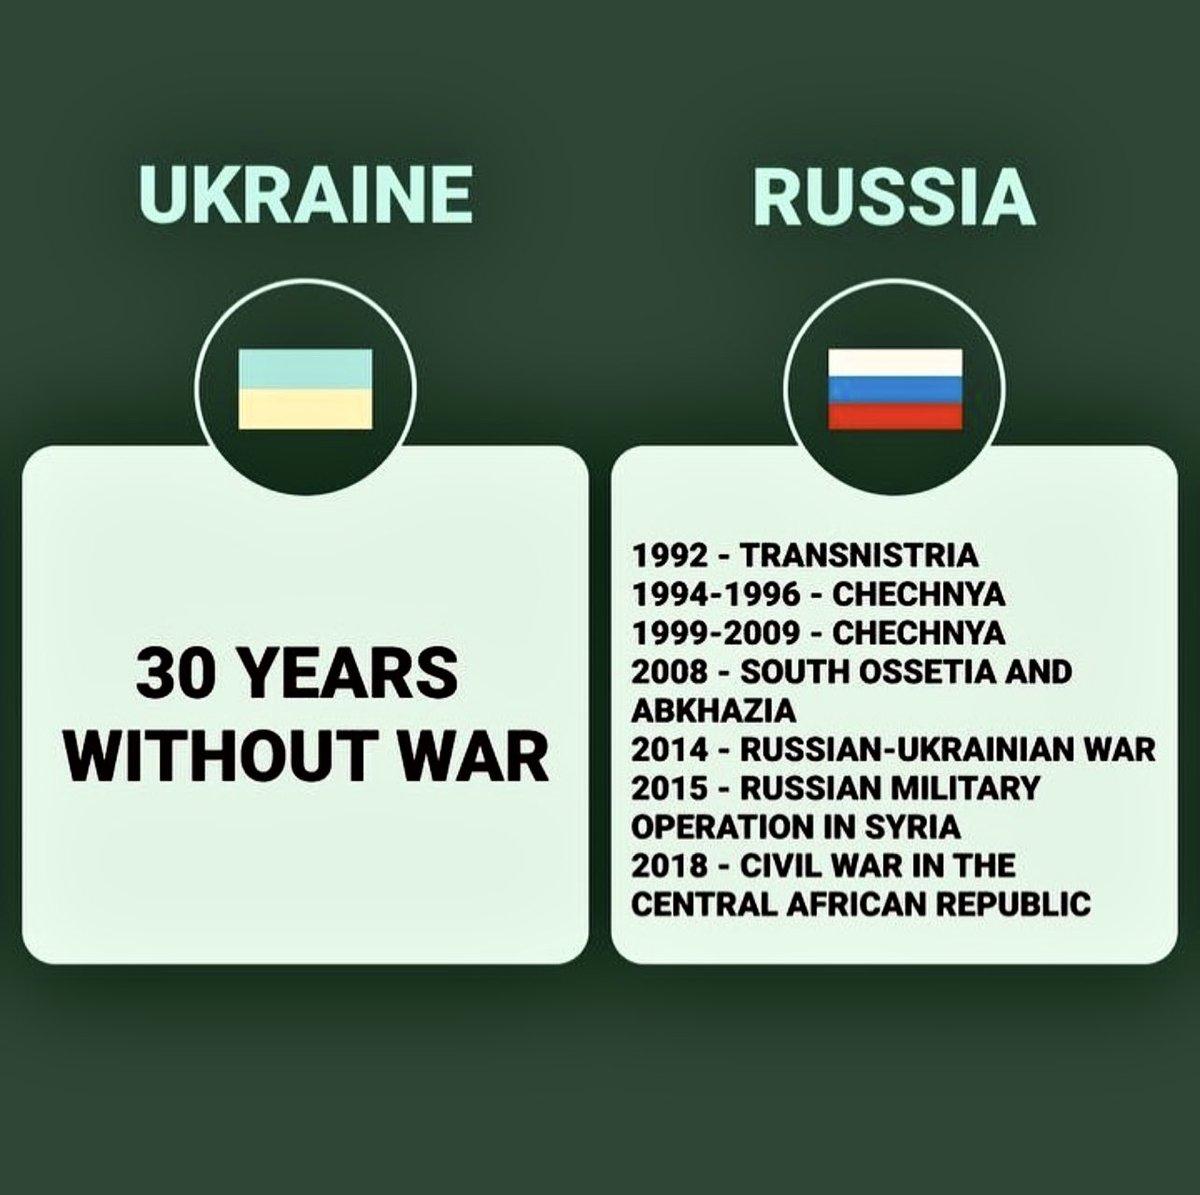 UKRAINE
30 YEARS
WITHOUT WAR
RUSSIA
1992 - TRANSNISTRIA
1994-1996 - CHECHNYA
1999-2009 - CHECHNYA
2008 - SOUTH OSSETIA AND
ABKHAZIA
2014 - RUSSIAN-UKRAINIAN WAR
2015 - RUSSIAN MILITARY
OPERATION IN SYRIA
2018 - CIVIL WAR IN THE
CENTRAL AFRICAN REPUBLIC